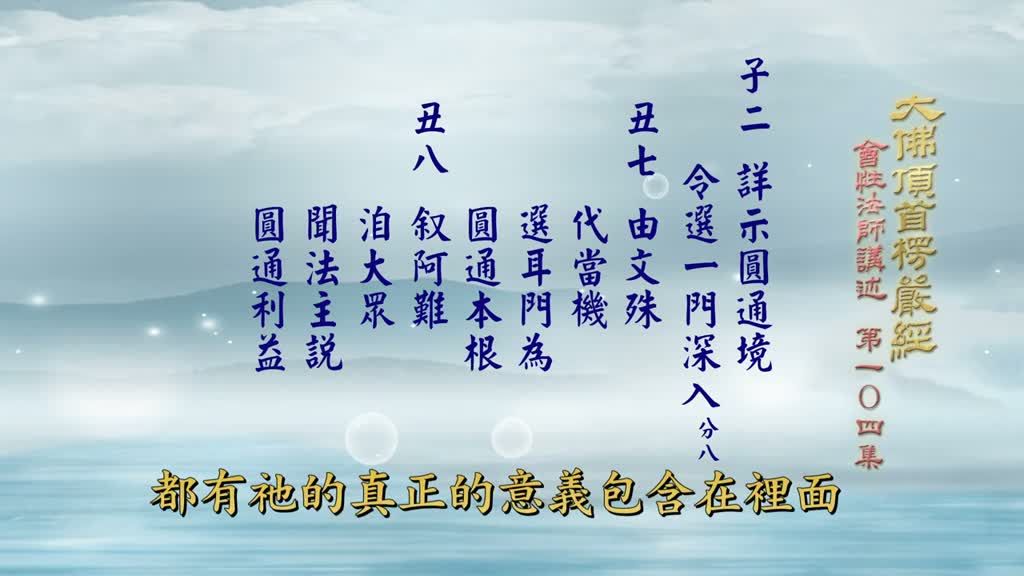 大佛頂首楞嚴經
會性法師講述 第一〇四集
子二 詳示圓通境
令選一門深入 分八
丑七 由文殊
代當機
選耳門為
圓通本根
丑八 叙阿難
洎大眾
聞法主説
圓通利益
都有祂的真正的意義包含在裡面